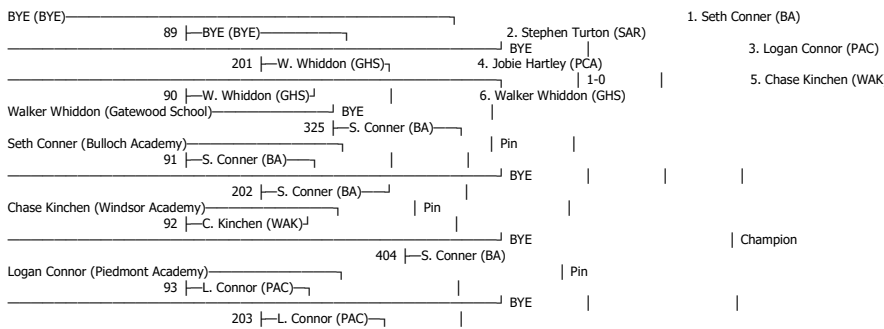 BYE (BYE) 1. Seth Conner (BA)
89 BYE (BYE) 2. Stephen Turton (SAR)
BYE 3. Logan Connor (PAC)
201 W. Whiddon (GHS) 4. Jobie Hartley (PCA)
1-0 5. Chase Kinchen (WAK
90 W. Whiddon (GHS) 6. Walker Whiddon (GHS)
Walker Whiddon (Gatewood School) BYE
325 S. Conner (BA)
Seth Conner (Bulloch Academy) Pin
91 S. Conner (BA)
BYE
202 S. Conner (BA)
Chase Kinchen (Windsor Academy) Pin
92 C. Kinchen (WAK)
BYE Champion
404 S. Conner (BA)
Logan Connor (Piedmont Academy) Pin
93 L. Connor (PAC)
BYE
203 L. Connor (PAC)